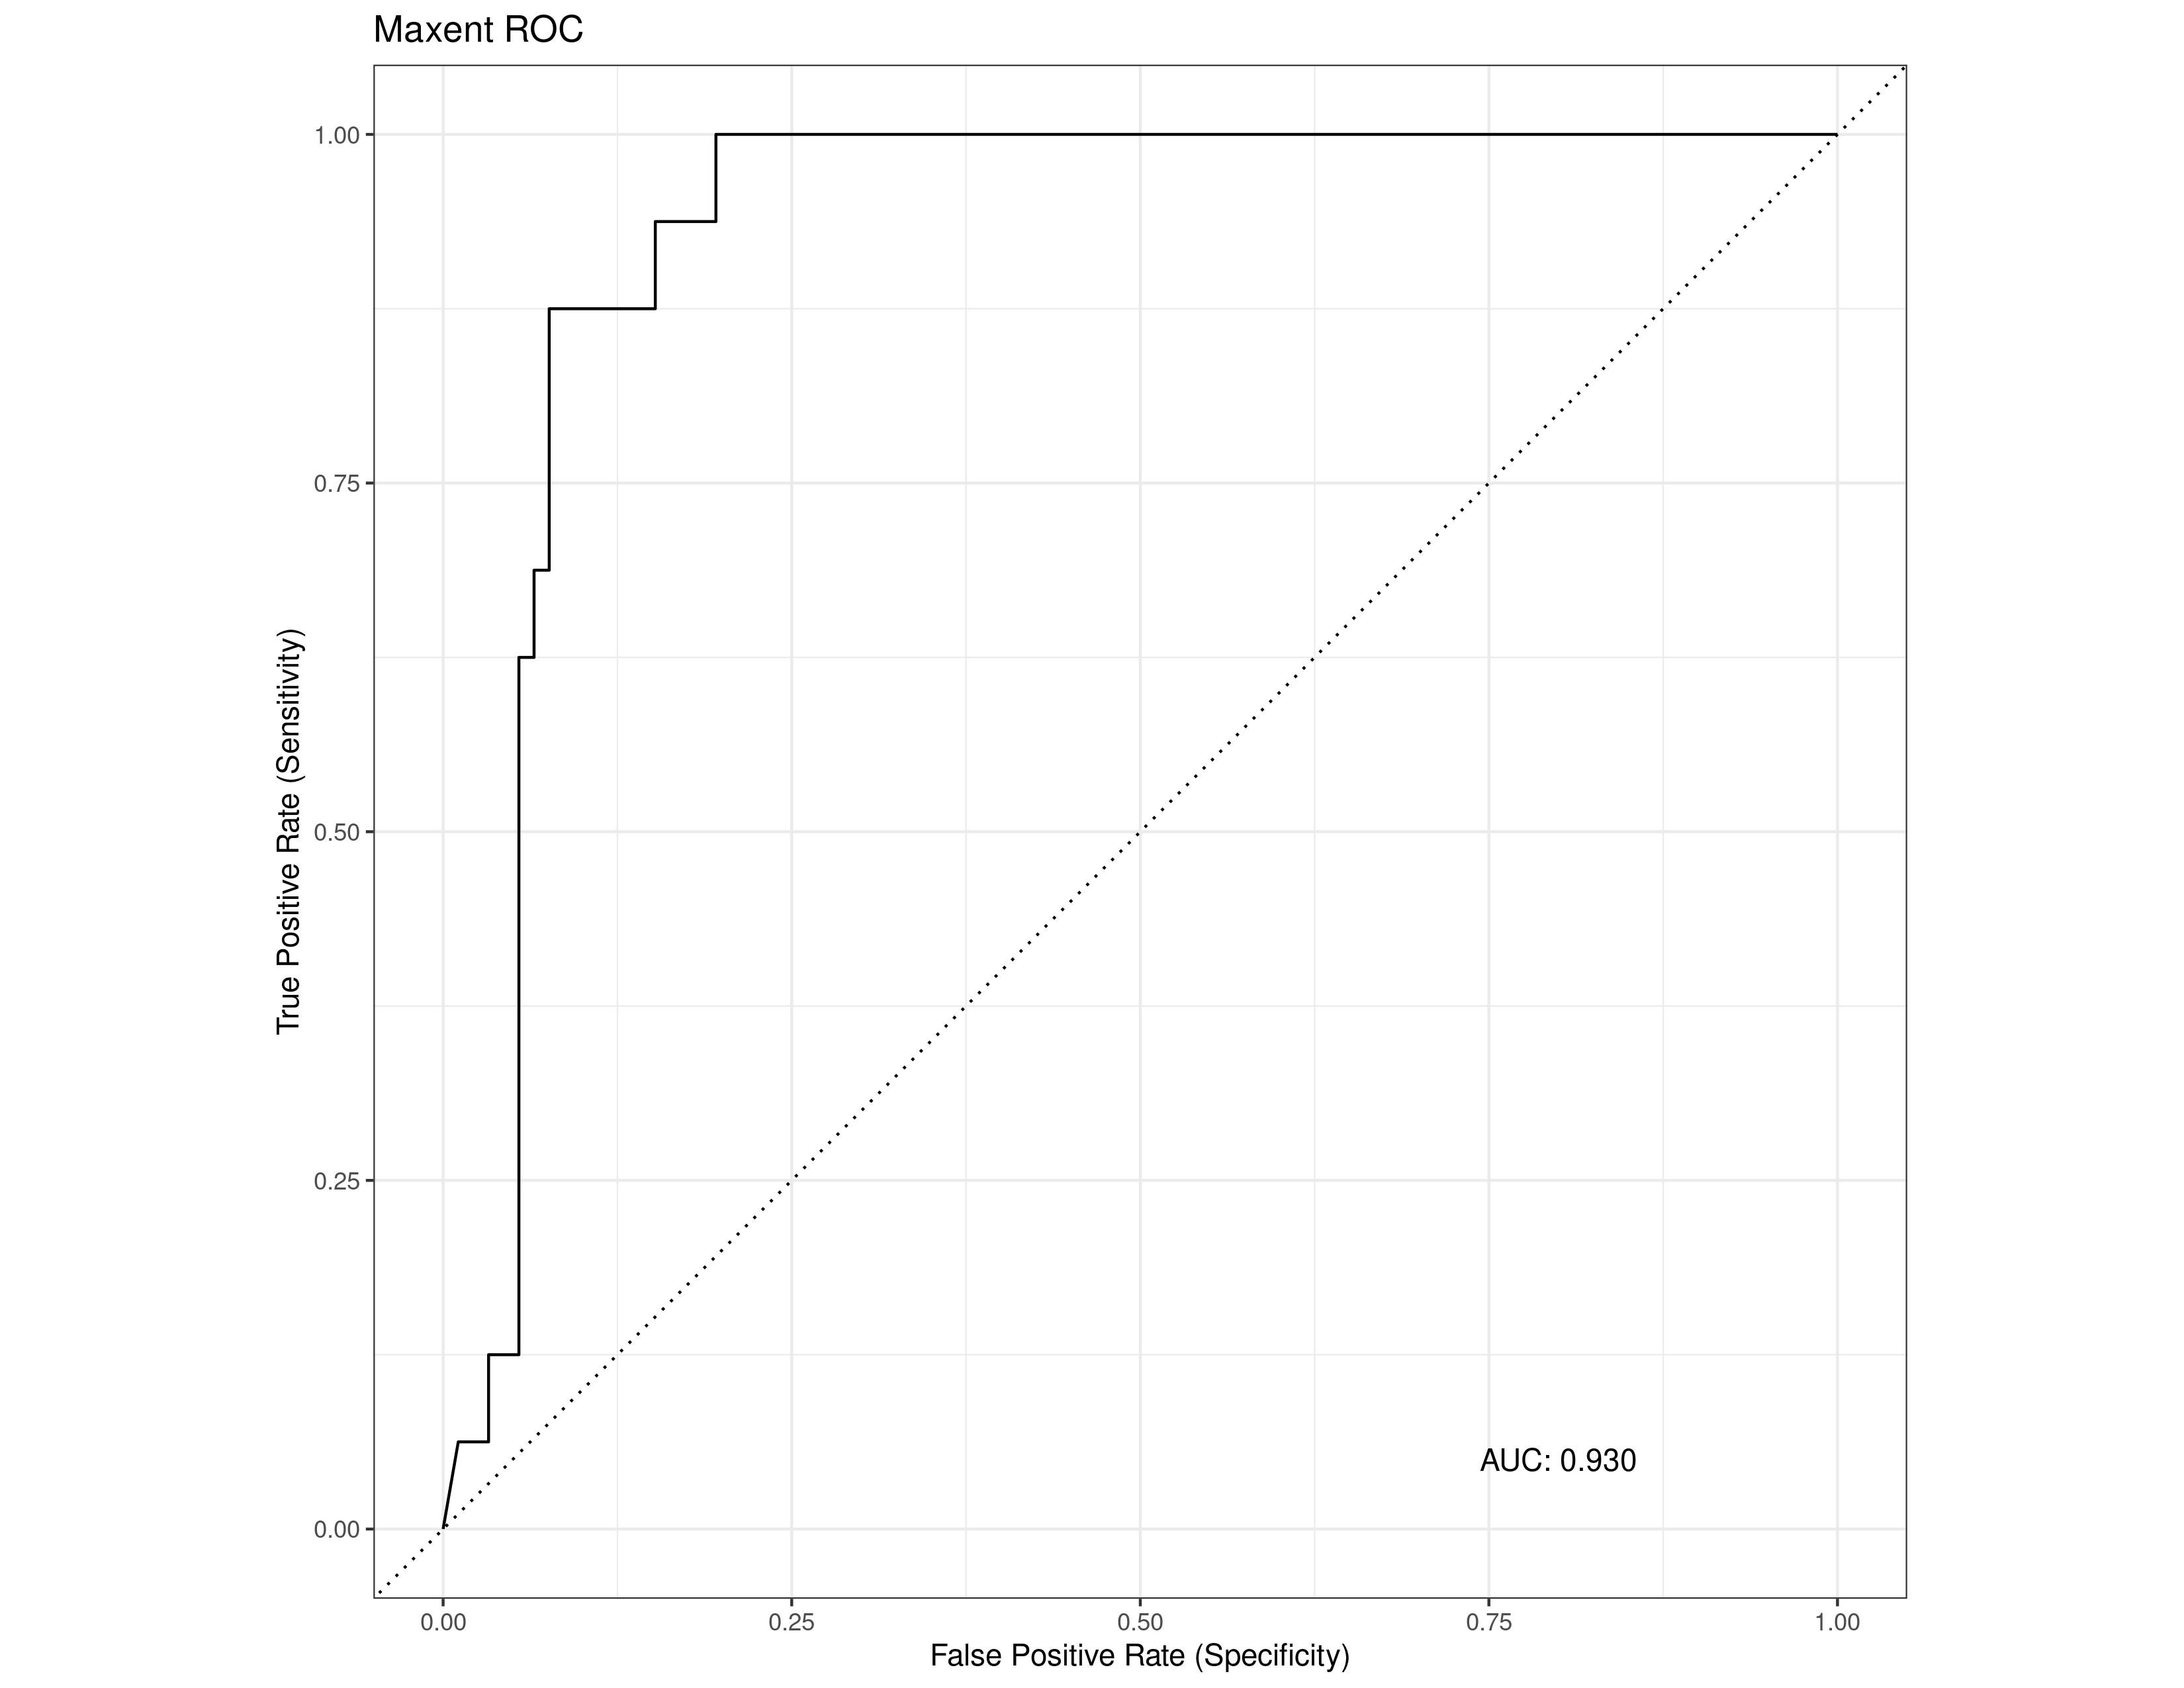 Maxent ROC
True Positive Rate (Sensitivity)
1.00
0.75
0.50
0.25
0.00
AUC: 0.930
0.00 0.25 0.50 0.75 1.00
False Positive Rate (Specificity)